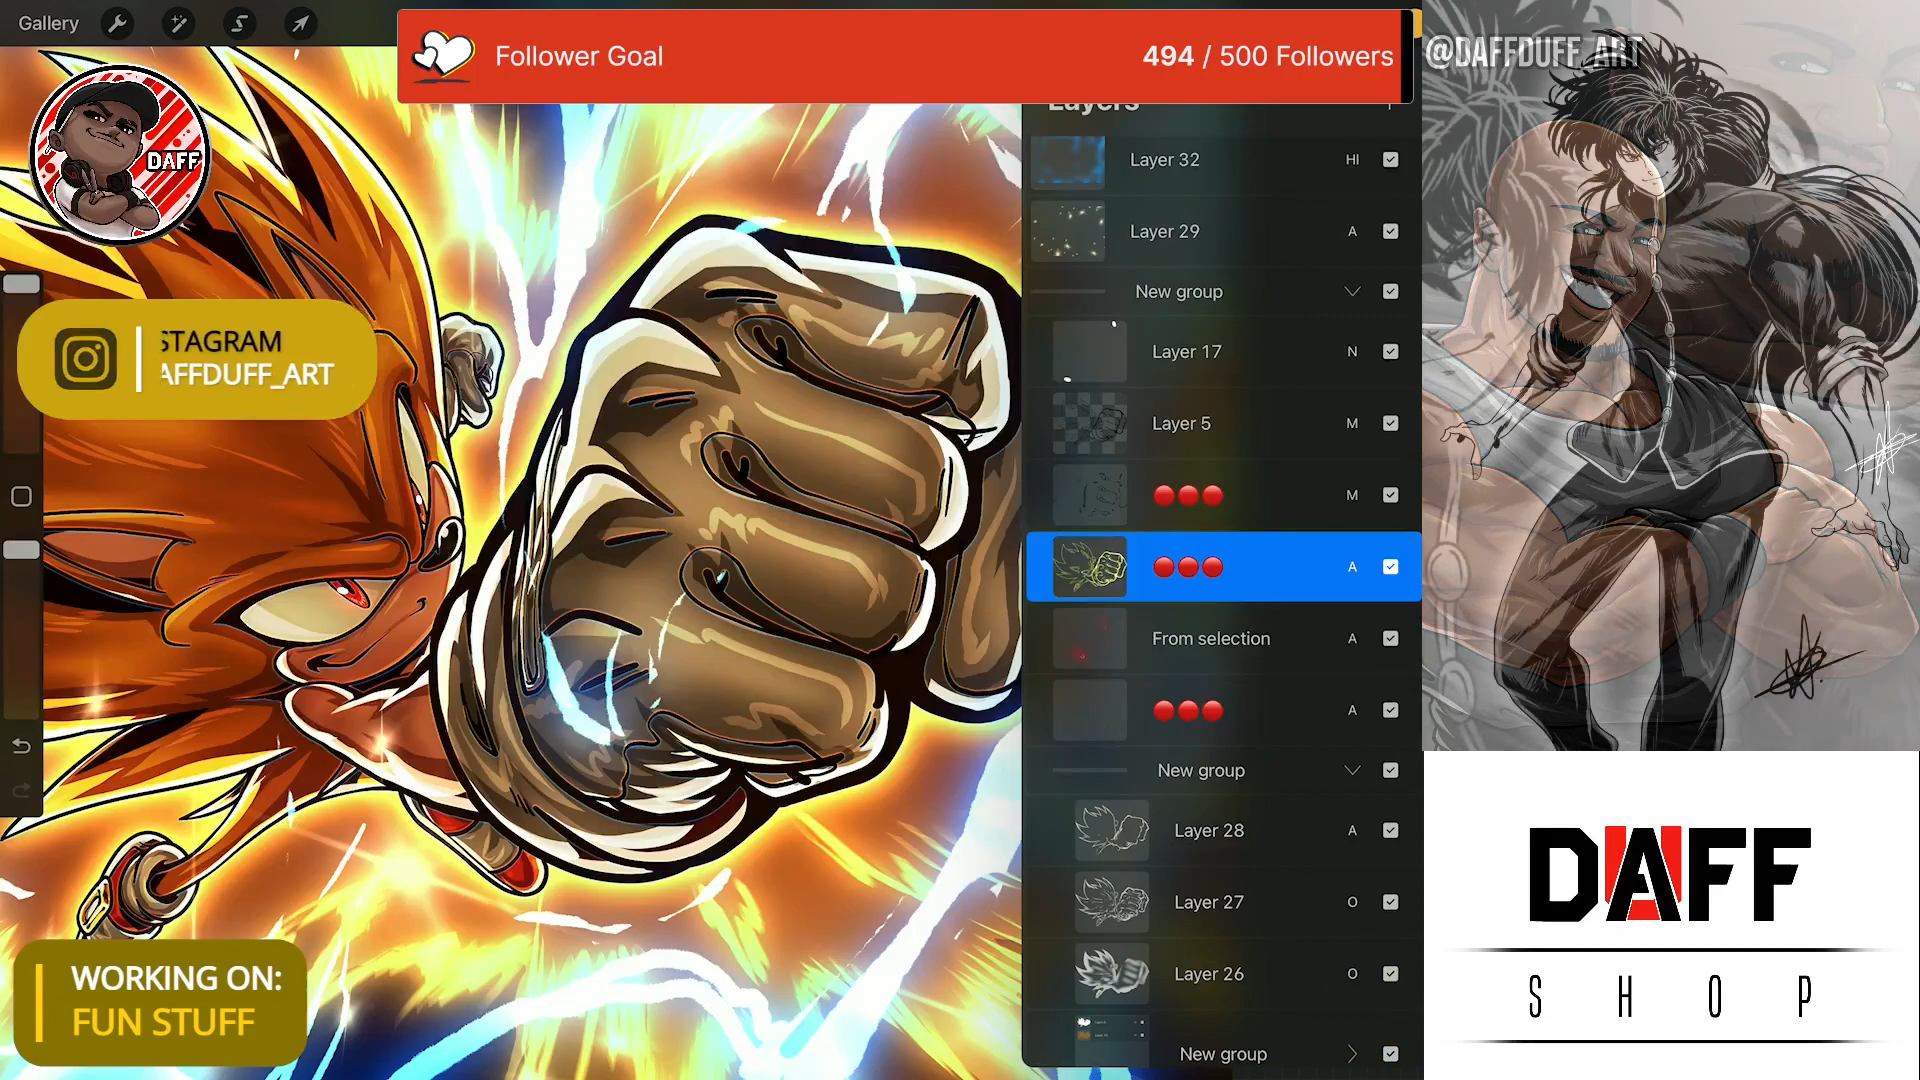 Gallery
Follower Goal
494 / 500 Followers
@DAFFDUFF_ART
DAFF
STAGRAM
AFFDUFF_ART
Layers
Layer 32 HI
Layer 29 A
New group
Layer 17 N
Layer 5 M
M
A
From selection A
A
New group
Layer 28 A
Layer 27 O
Layer 26 O
New group
WORKING ON:
FUN STUFF
DAFF
SHOP